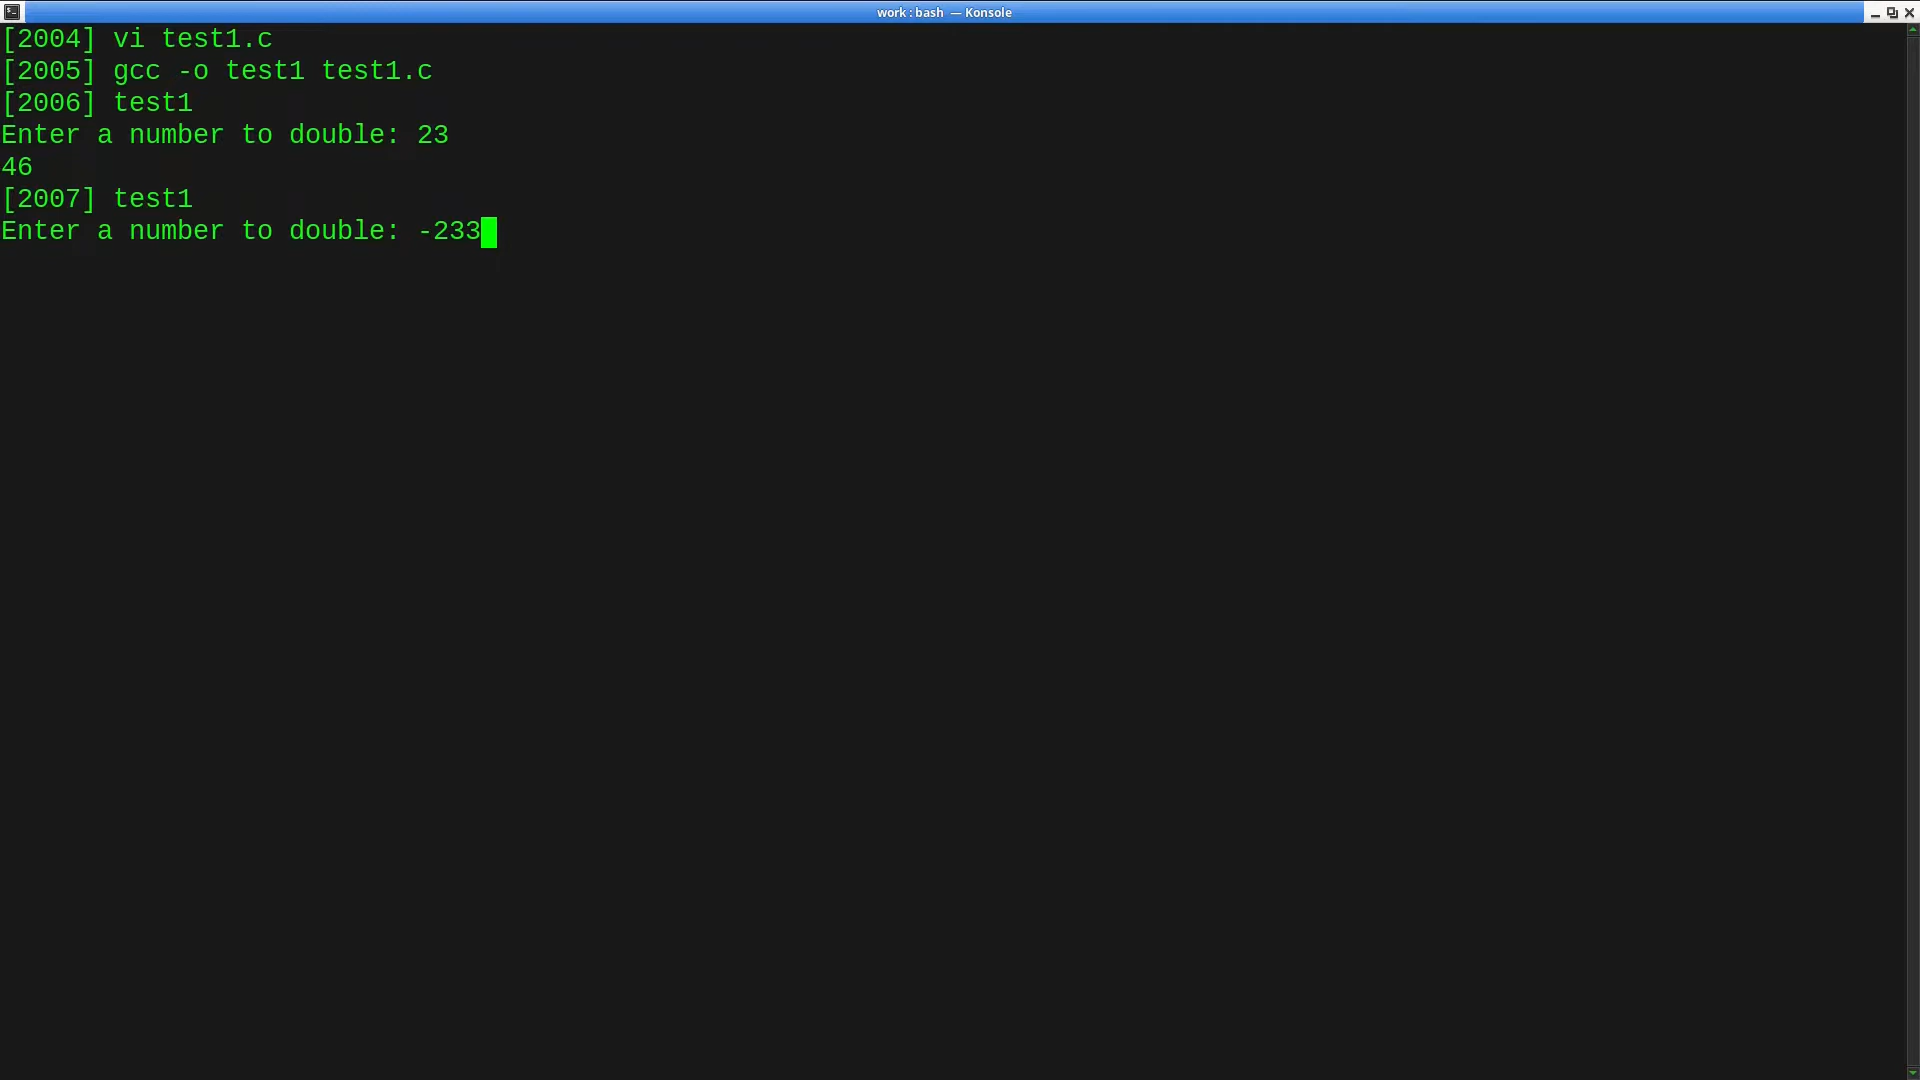 work : bash — Konsole
[2004] vi test1.c
[2005] gcc -o test1 test1.c
[2006] test1
Enter a number to double: 23
46
[2007] test1
Enter a number to double: -233